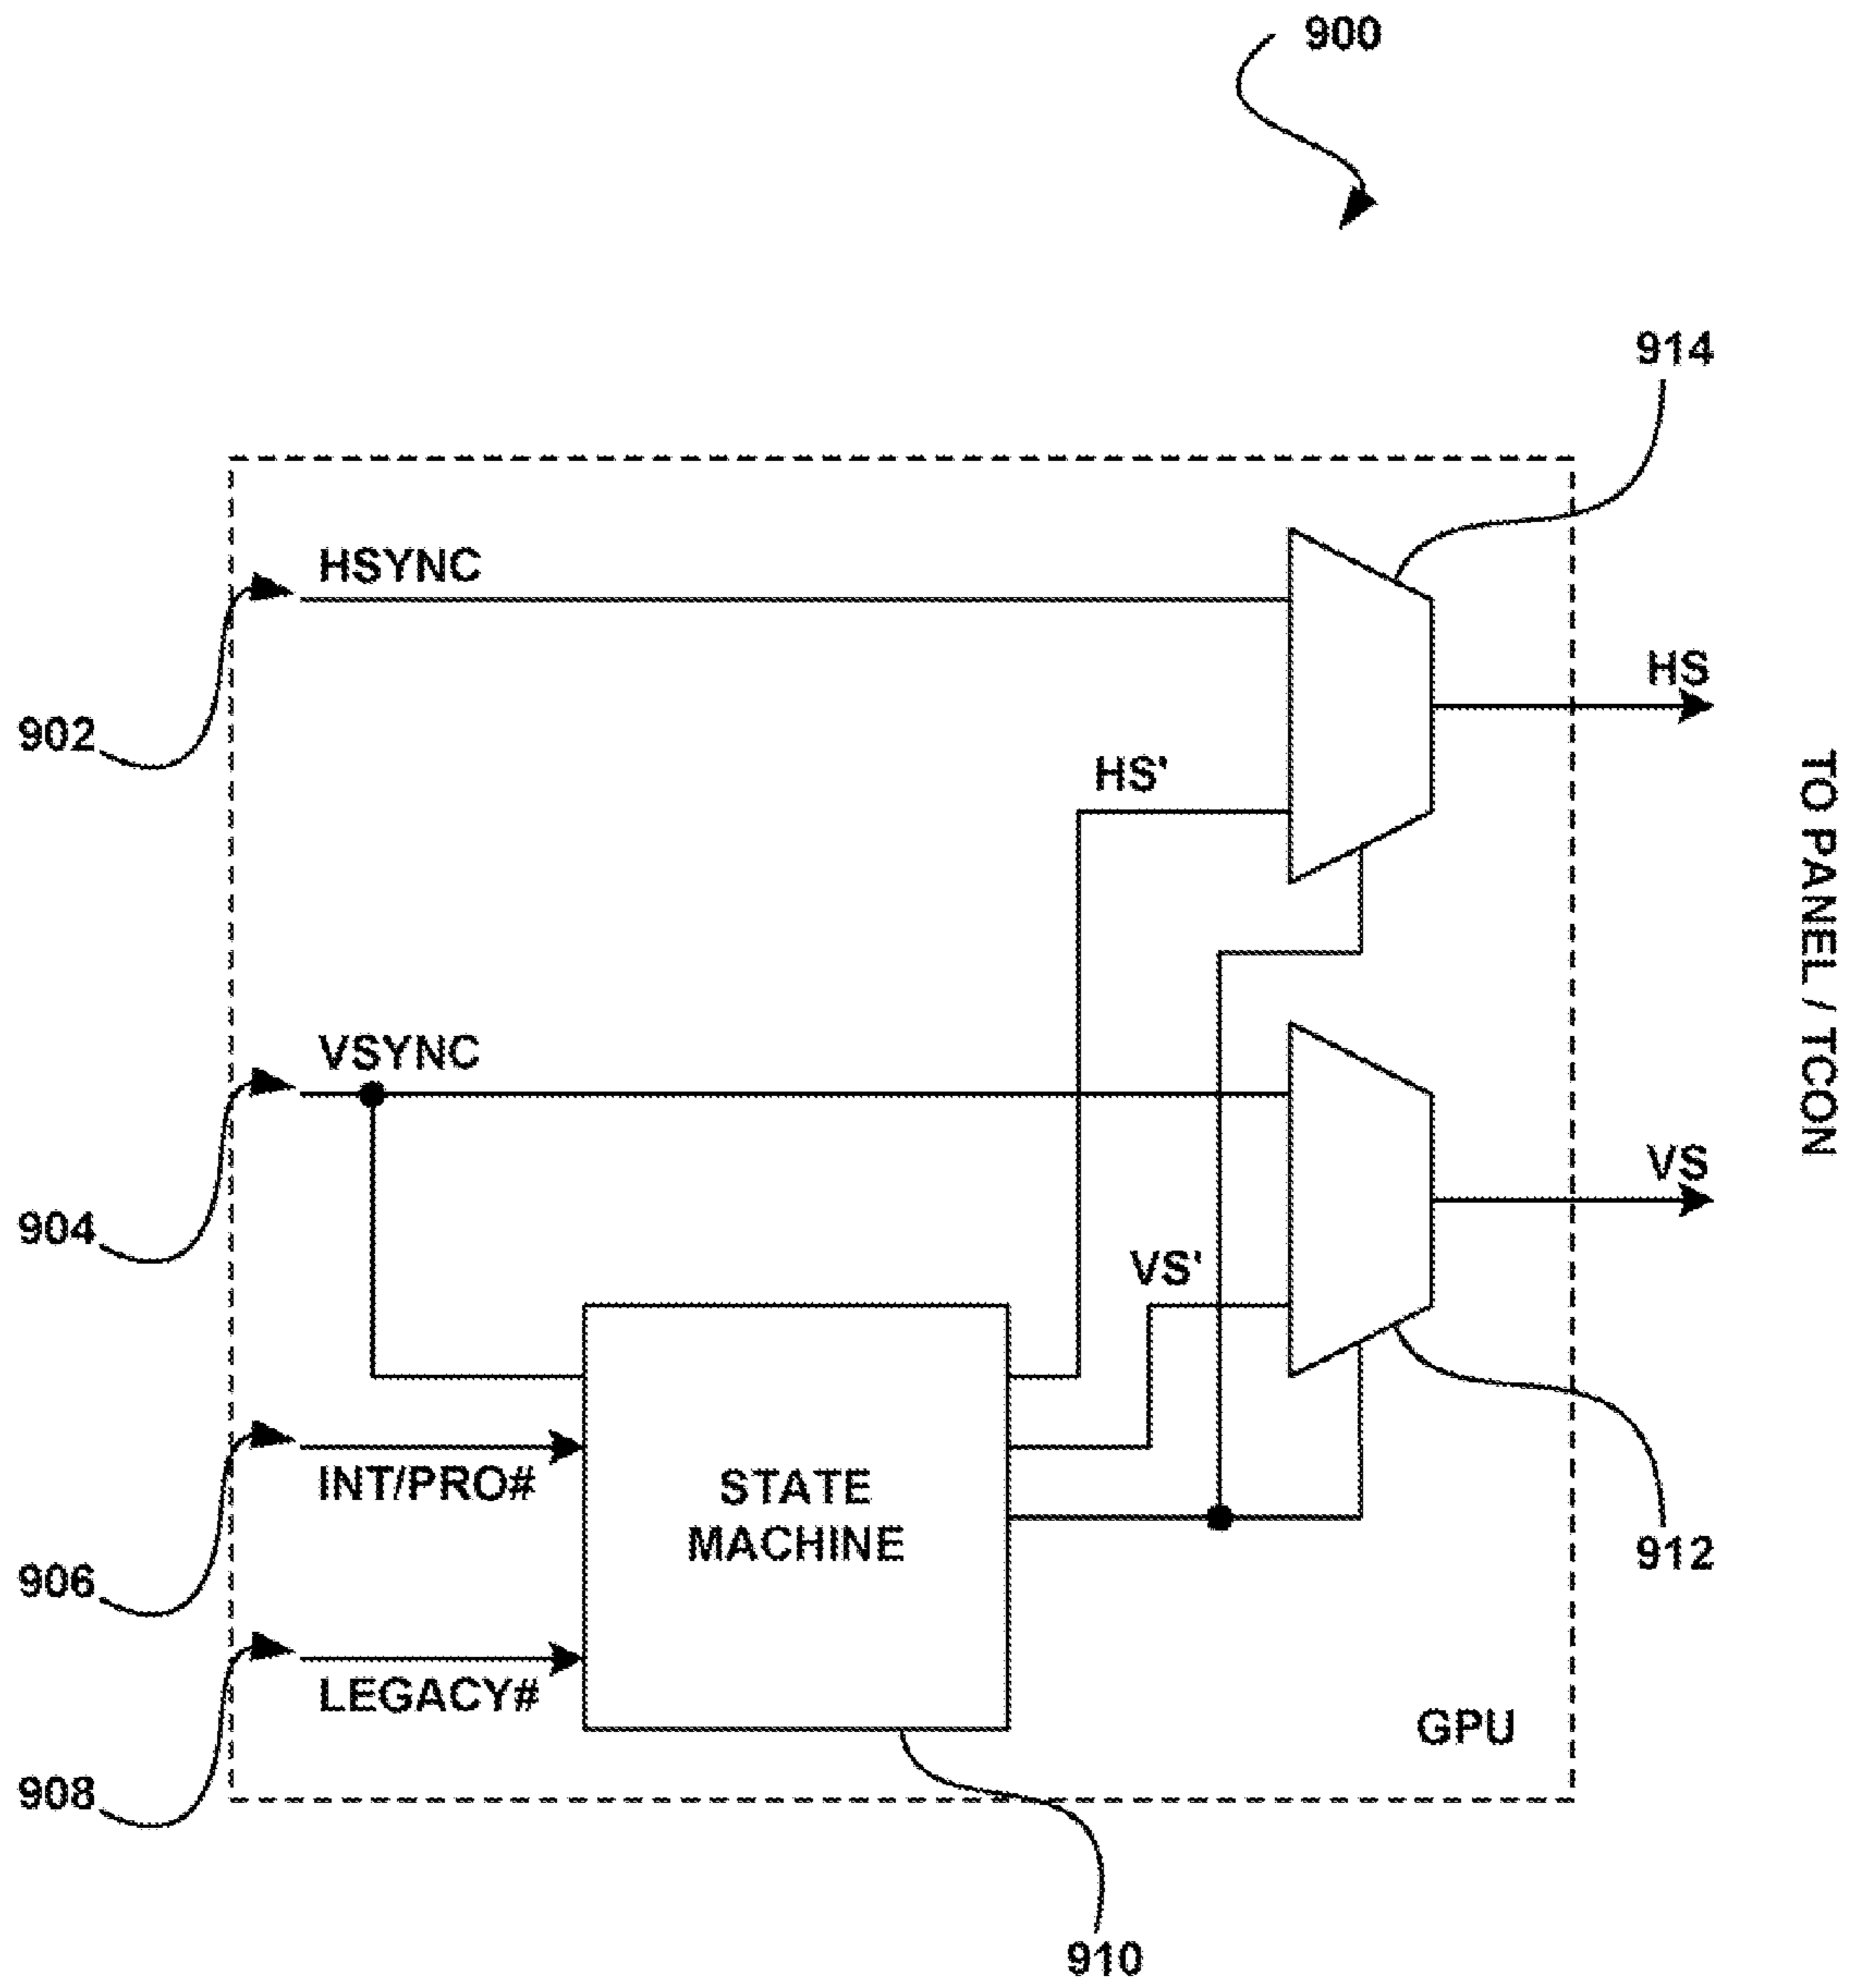 900
914
HSYNC
HS
902
HS'
TO PANEL / TCON
VSYNC
VS
904
VS'
STATE
MACHINE
INT/PRO#
912
906
LEGACY#
GPU
908
910